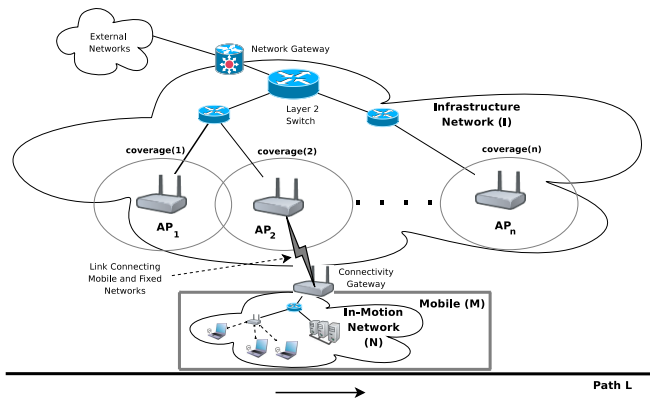 External
Networks
Network Gateway
Layer 2
Switch
Infrastructure
Network (I)
coverage(1)
coverage(2)
coverage(n)
AP1
AP2
APn
Link Connecting
Mobile and Fixed
Networks
Connectivity
Gateway
Mobile (M)
In-Motion
Network
(N)
Path L